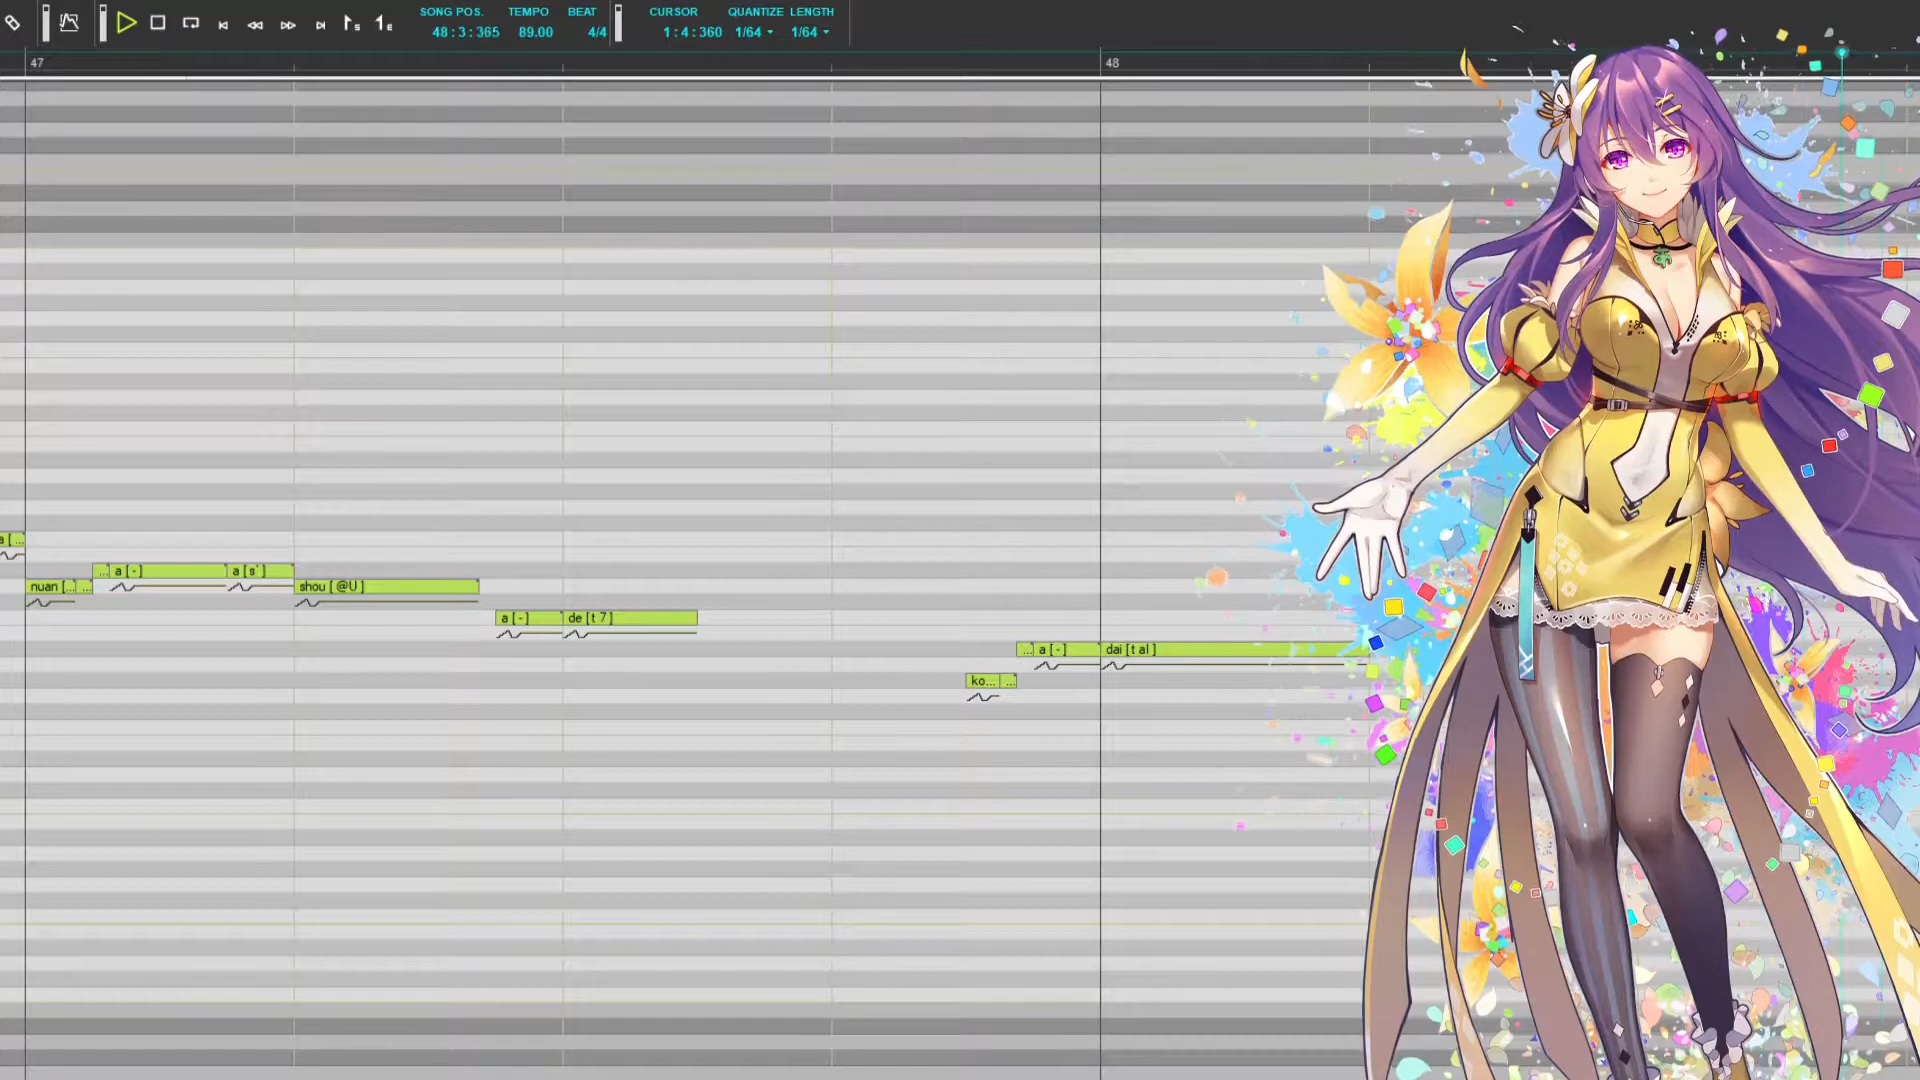 SONG POS. TEMPO BEAT CURSOR QUANTIZE LENGTH
48 : 3 : 365 89.00 4/4 1 : 4 : 360 1/64 1/64
47 48
a [ ...
... a [ - ] a [ s` ]
nuan [... ... shou [ @U ]
a [ - ] de [ t 7 ]
... a [ - ] dai [ t aI ]
ko... ...